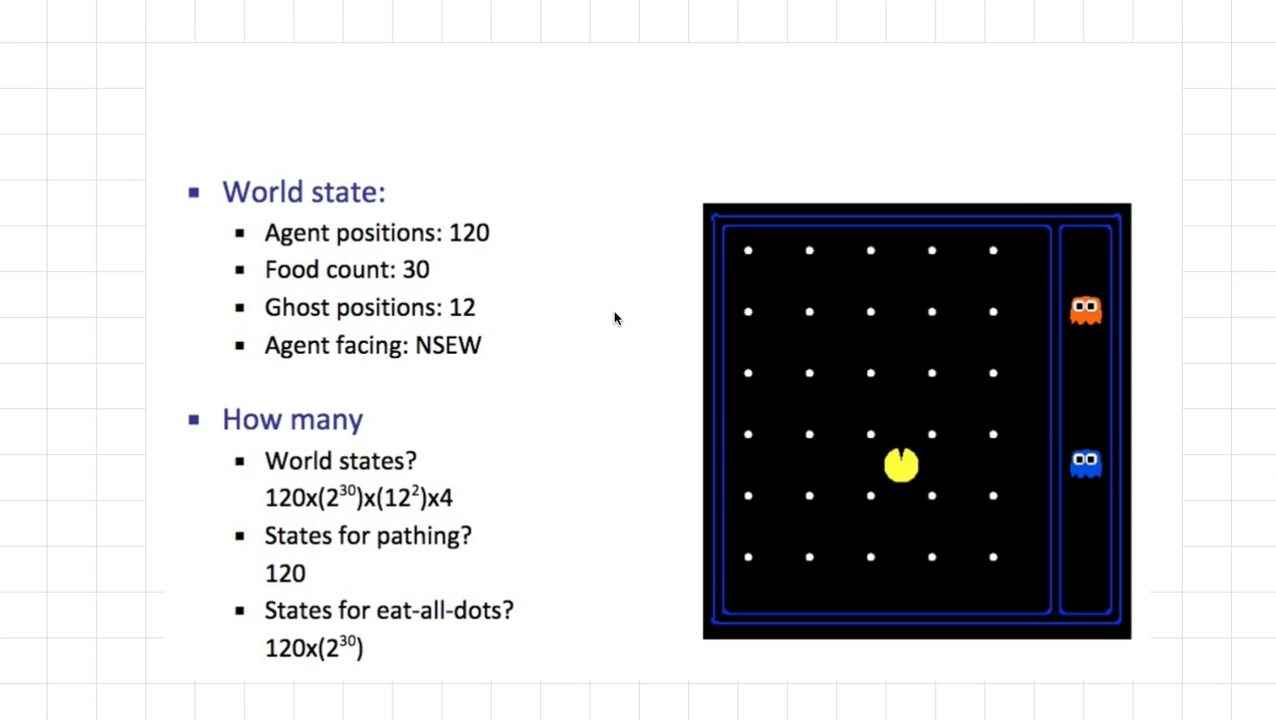 World state:
Agent positions: 120
Food count: 30
Ghost positions: 12
Agent facing: NSEW
How many
World states?
120x(2³⁰)x(12²)x4
States for pathing?
120
States for eat-all-dots?
120x(2³⁰)